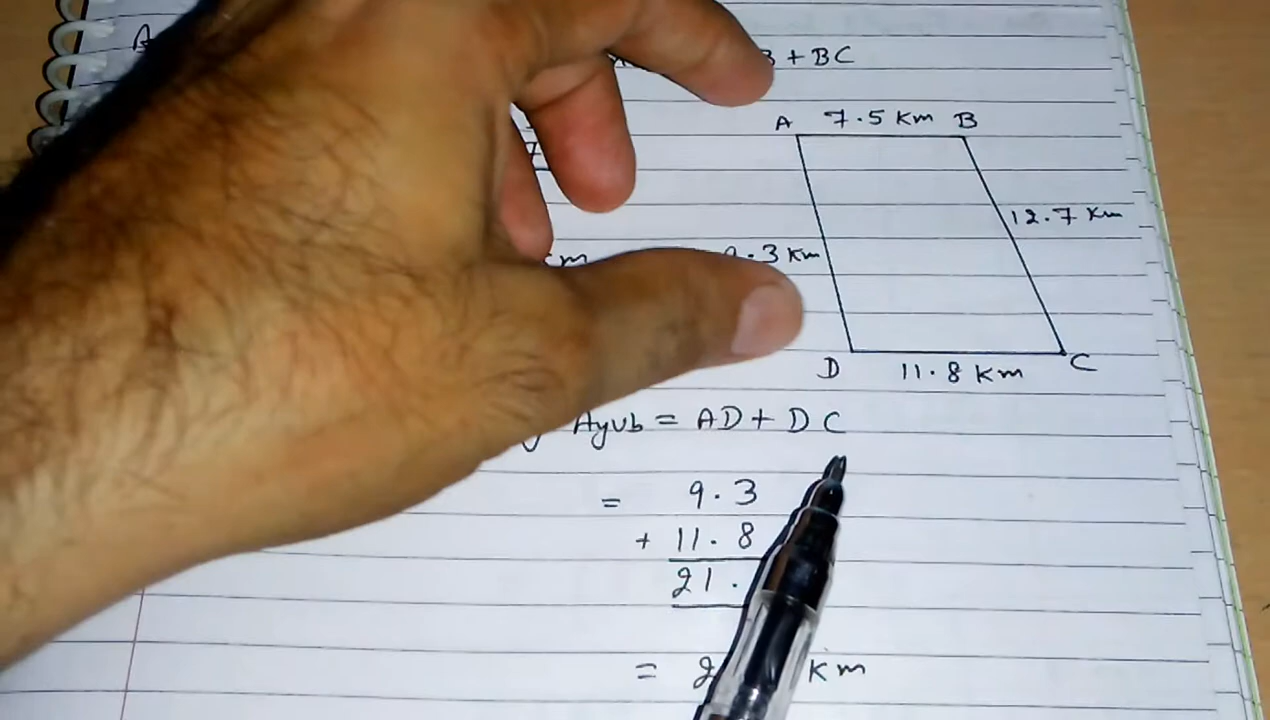 + BC
A 7.5 Km B
12.7 Km
.3 Km
D 11.8 Km C
Ayub = AD + DC
= 9.3
+ 11.8
21.
= Km